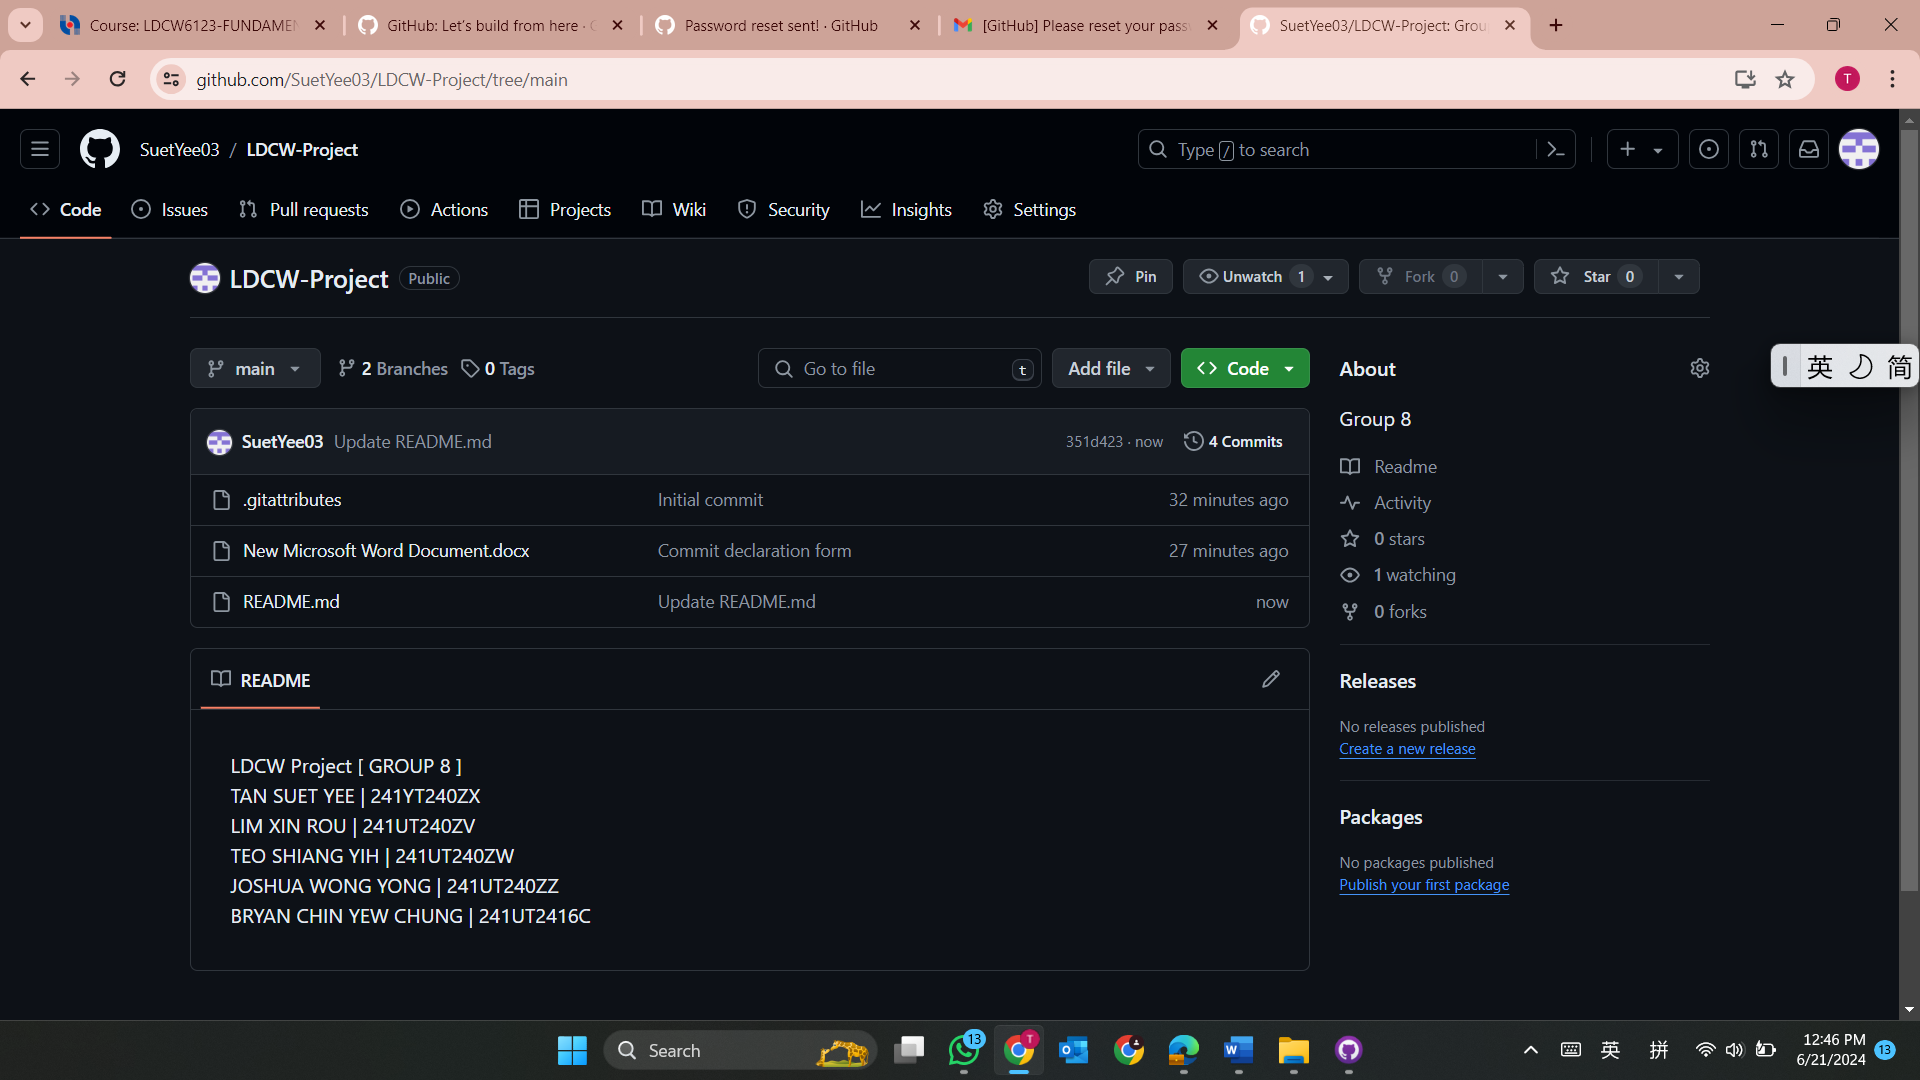 Course: LDCW6123-FUNDAMEN
GitHub: Let's build from here · G
Password reset sent! · GitHub
[GitHub] Please reset your passw
SuetYee03/LDCW-Project: Grou
github.com/SuetYee03/LDCW-Project/tree/main
T
SuetYee03 / LDCW-Project
Type / to search
Code
Issues
Pull requests
Actions
Projects
Wiki
Security
Insights
Settings
LDCW-Project Public
Pin
Unwatch 1
Fork 0
Star 0
main
2 Branches
0 Tags
Go to file t
Add file
Code
SuetYee03 Update README.md 351d423 · now 4 Commits
.gitattributes Initial commit 32 minutes ago
New Microsoft Word Document.docx Commit declaration form 27 minutes ago
README.md Update README.md now
README
LDCW Project [ GROUP 8 ]
TAN SUET YEE | 241YT240ZX
LIM XIN ROU | 241UT240ZV
TEO SHIANG YIH | 241UT240ZW
JOSHUA WONG YONG | 241UT240ZZ
BRYAN CHIN YEW CHUNG | 241UT2416C
About
Group 8
Readme
Activity
0 stars
1 watching
0 forks
Releases
No releases published
Create a new release
Packages
No packages published
Publish your first package
英 简
Search
13
T
英 拼
12:46 PM
6/21/2024
13